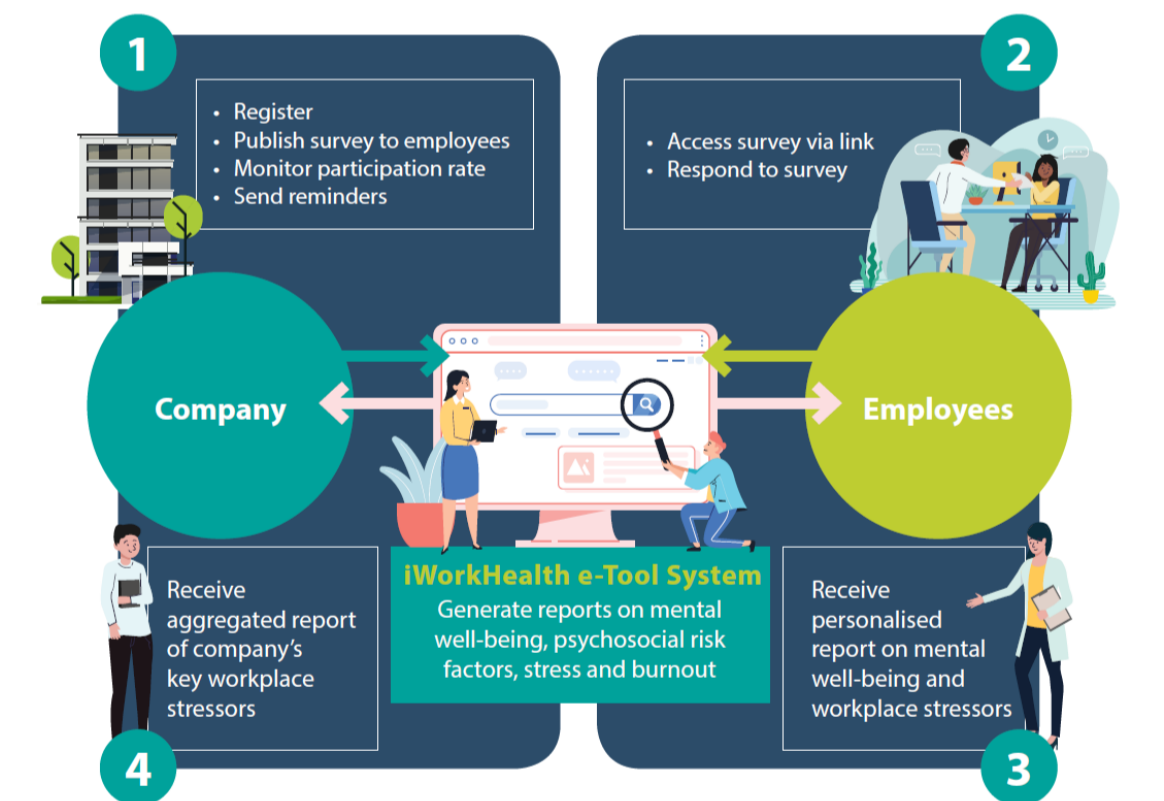 1
• Register
• Publish survey to employees
• Monitor participation rate
• Send reminders
2
• Access survey via link
• Respond to survey
Company
Employees
iWorkHealth e-Tool System
Generate reports on mental
well-being, psychosocial risk
factors, stress and burnout
Receive
personalised
report on mental
well-being and
workplace stressors
3
Receive
aggregated report
of company’s
key workplace
stressors
4